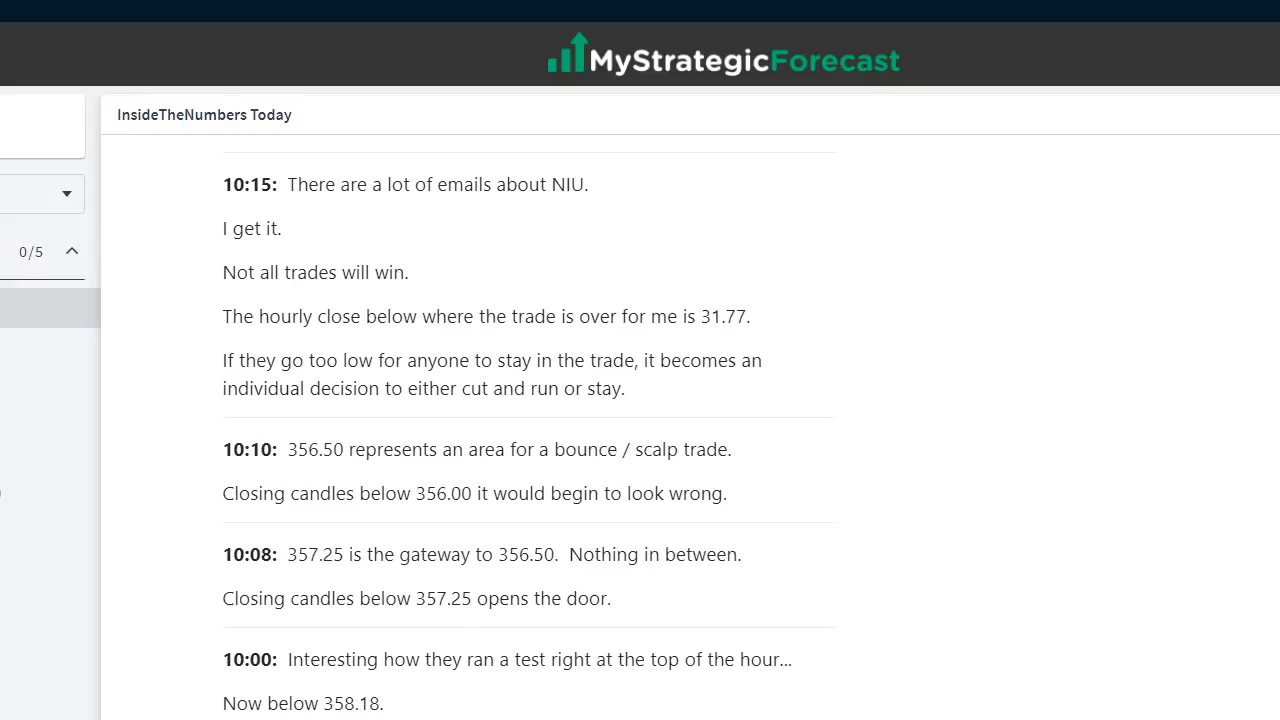 MyStrategicForecast
InsideTheNumbers Today
0/5
10:15: There are a lot of emails about NIU.
I get it.
Not all trades will win.
The hourly close below where the trade is over for me is 31.77.
If they go too low for anyone to stay in the trade, it becomes an
individual decision to either cut and run or stay.
10:10: 356.50 represents an area for a bounce / scalp trade.
Closing candles below 356.00 it would begin to look wrong.
10:08: 357.25 is the gateway to 356.50. Nothing in between.
Closing candles below 357.25 opens the door.
10:00: Interesting how they ran a test right at the top of the hour...
Now below 358.18.